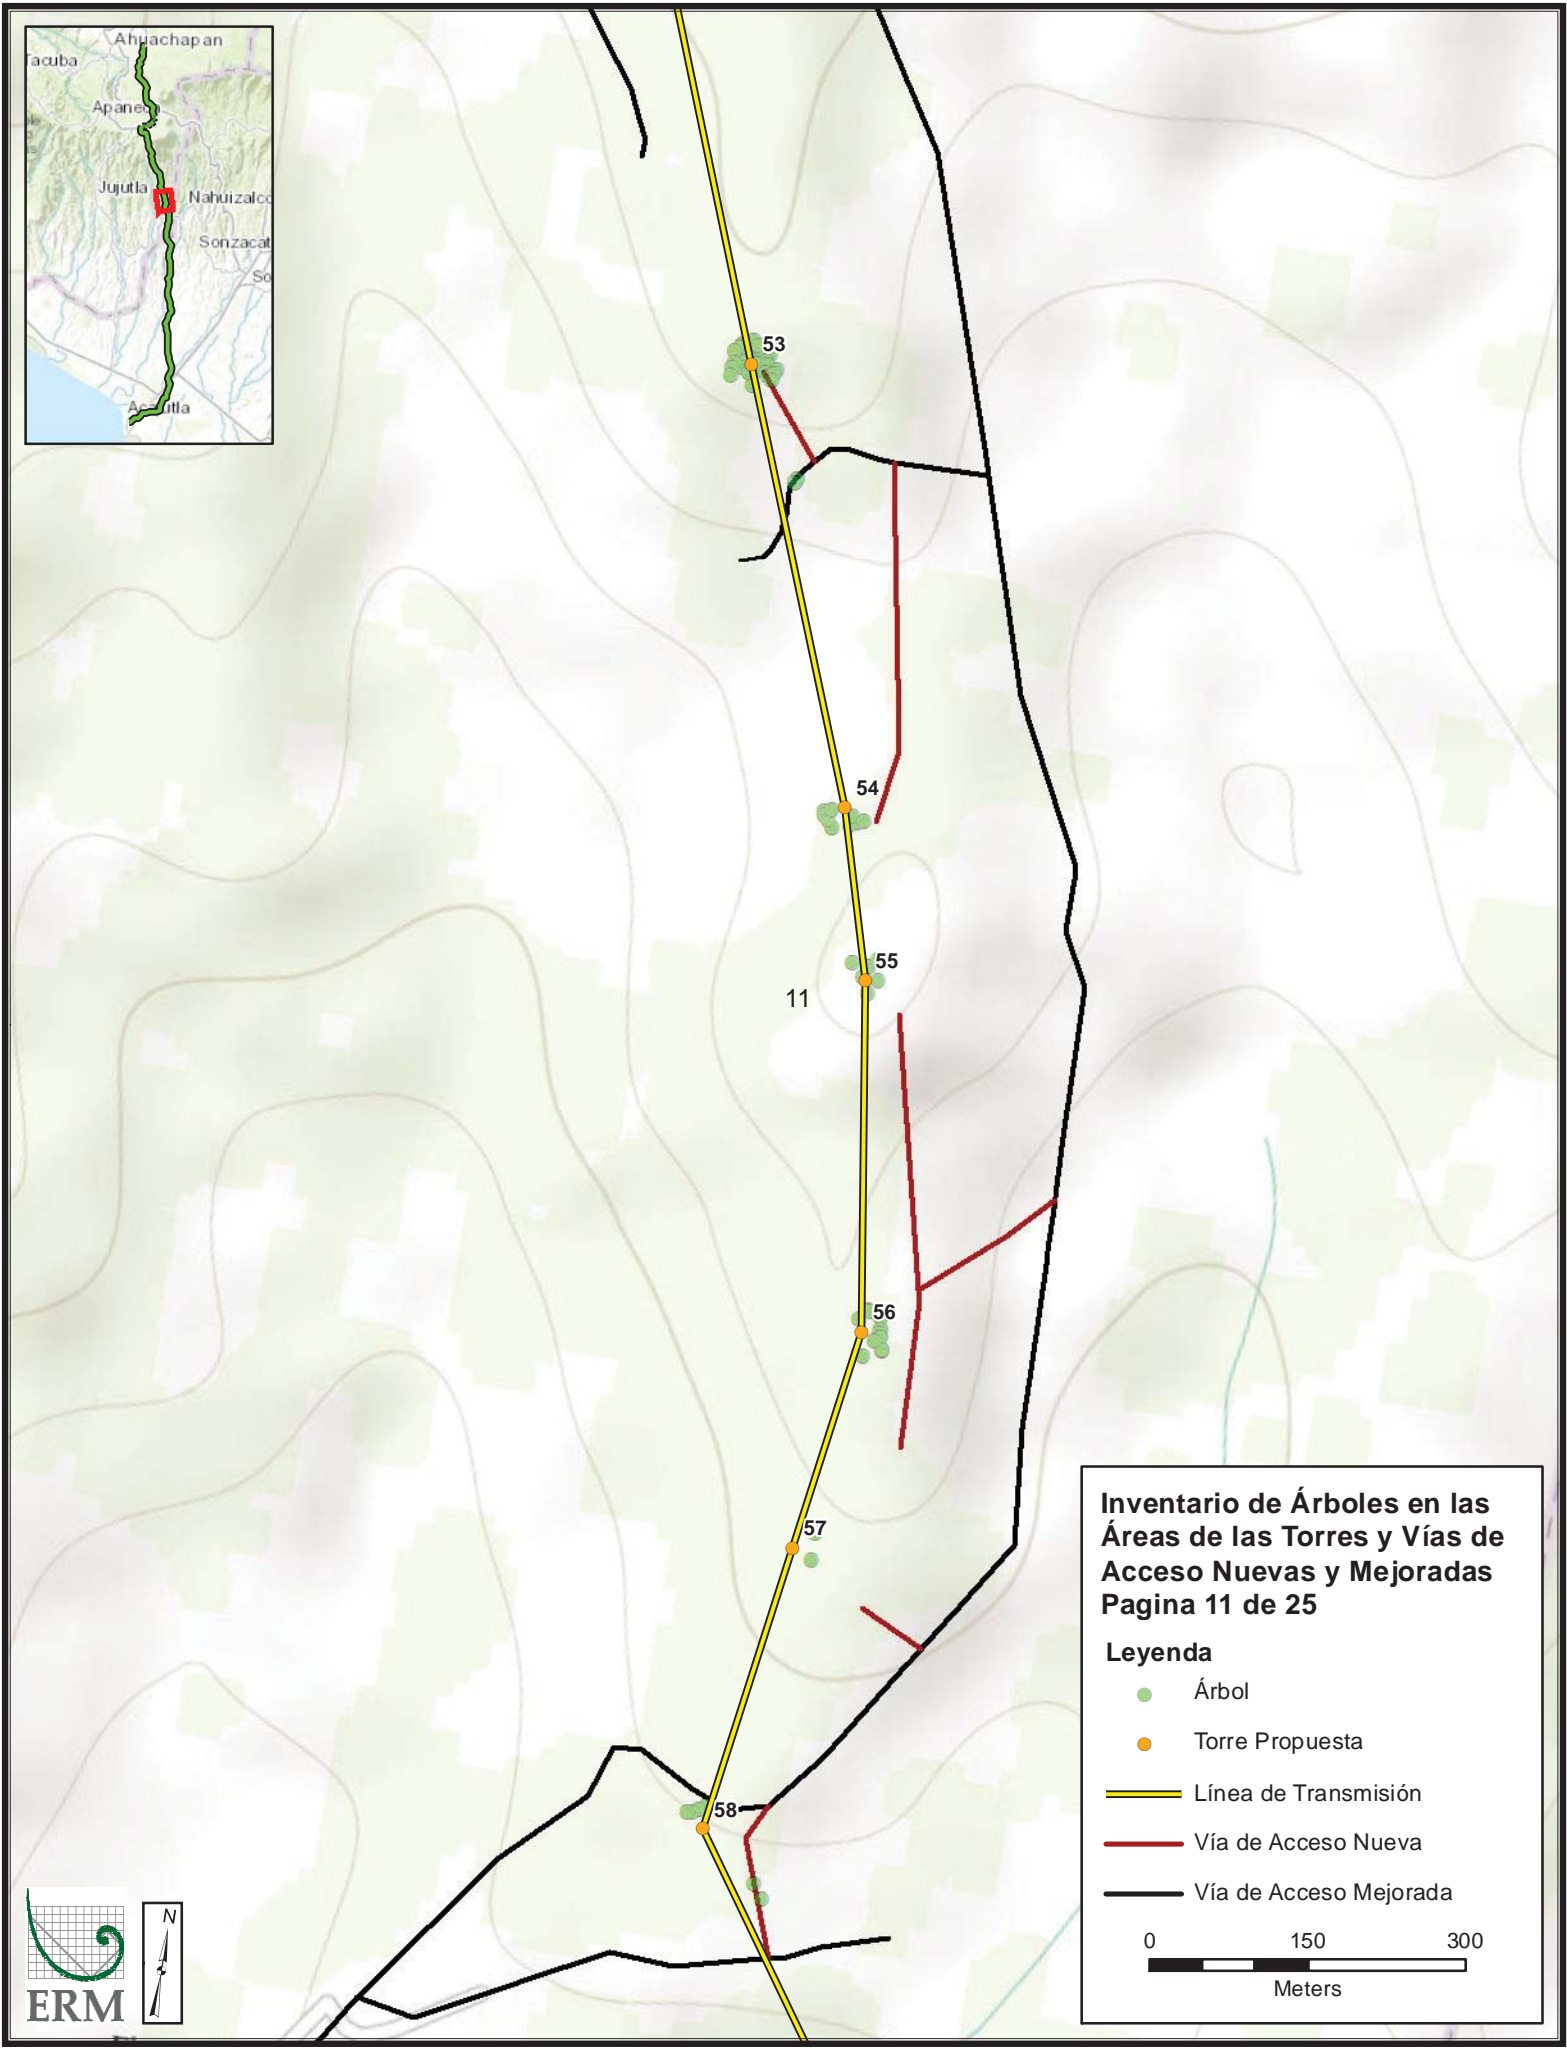 Ahuachapan
Tacuba
Jujutla
Nahuizalco
Sonzacat
So
53
54
55
11
56
57
58
Inventario de Árboles en las
Áreas de las Torres y Vías de
Acceso Nuevas y Mejoradas
Pagina 11 de 25
Leyenda
Árbol
Torre Propuesta
Línea de Transmisión
Vía de Acceso Nueva
Vía de Acceso Mejorada
0 150 300
Meters
N
ERM